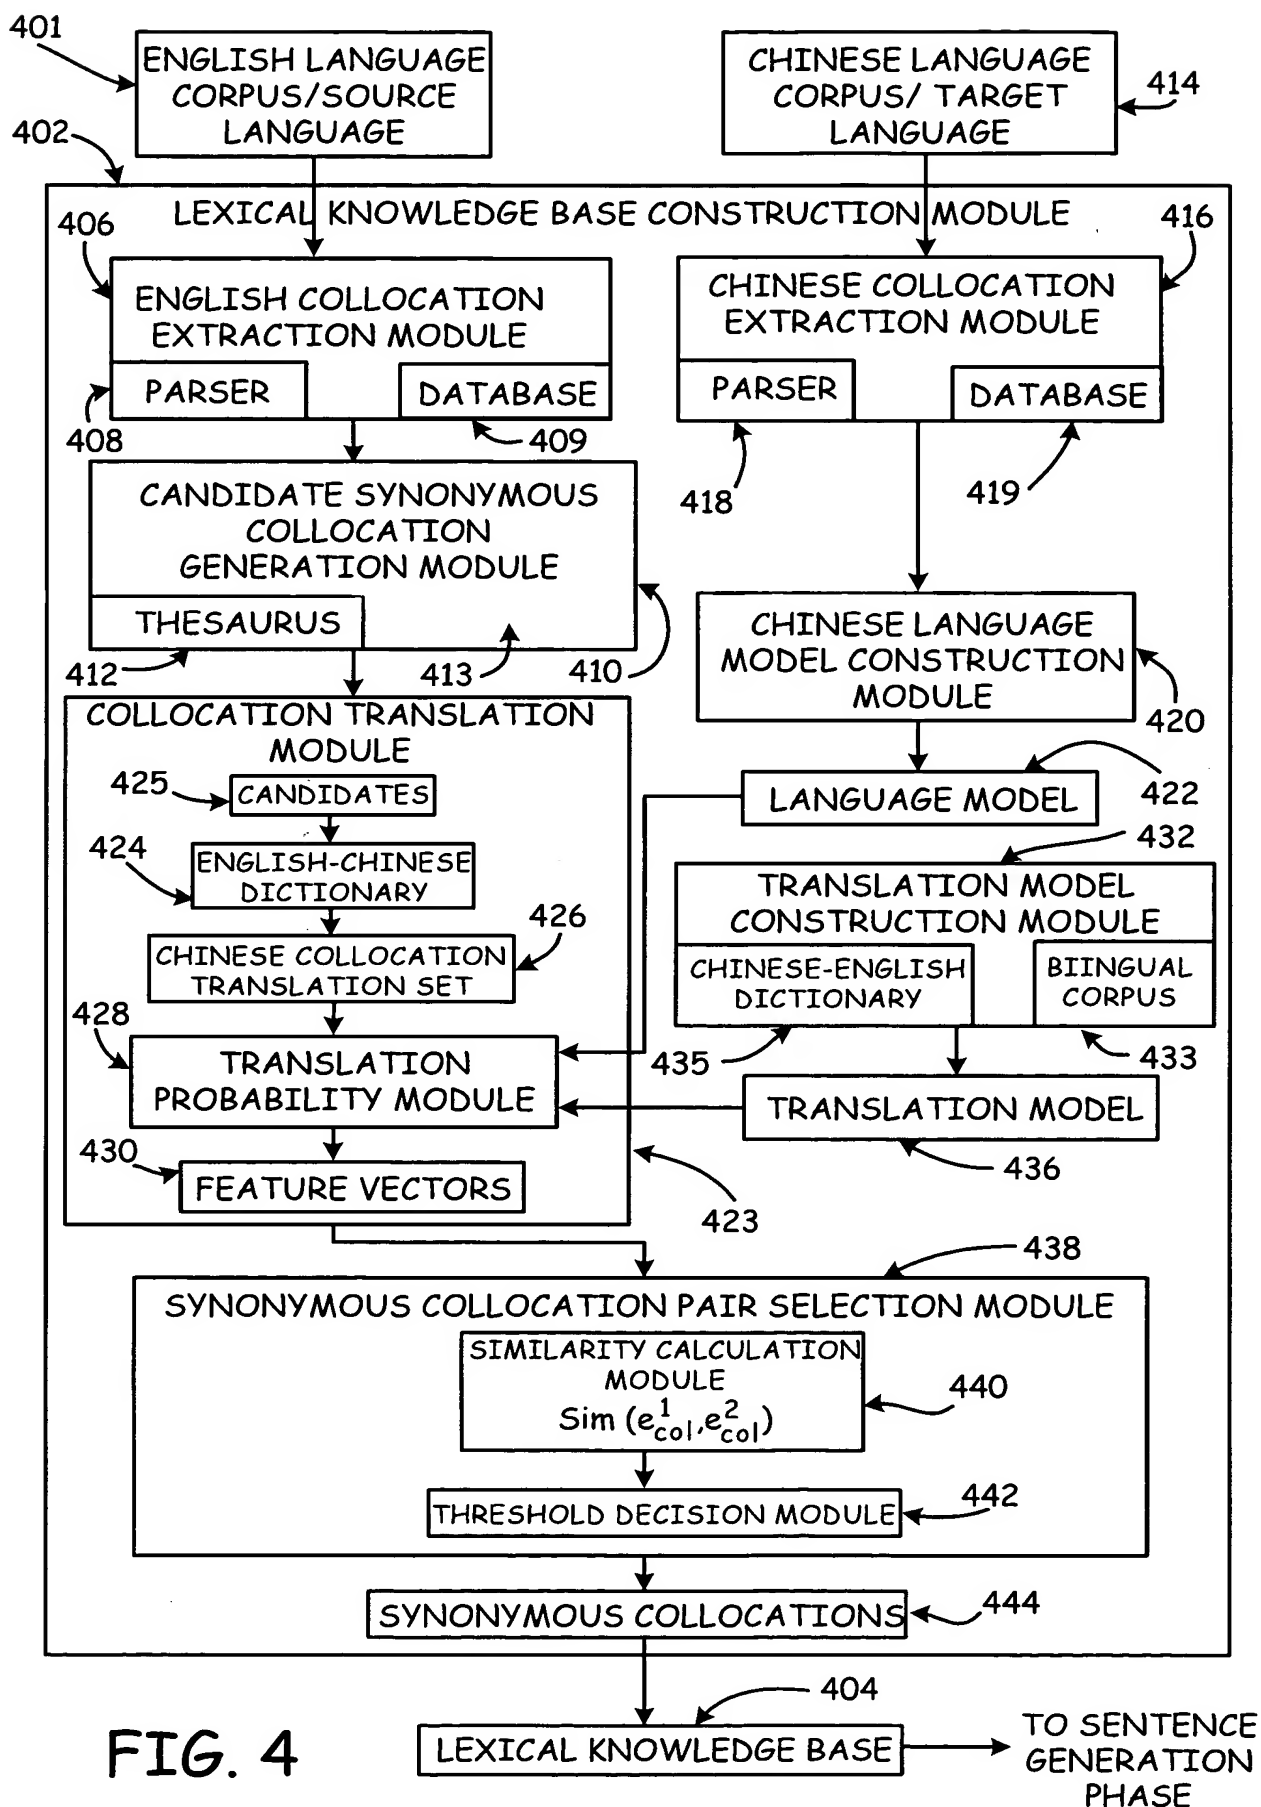 401
ENGLISH LANGUAGE
CORPUS/SOURCE
LANGUAGE
CHINESE LANGUAGE
CORPUS/ TARGET
LANGUAGE
414
402
LEXICAL KNOWLEDGE BASE CONSTRUCTION MODULE
406
ENGLISH COLLOCATION
EXTRACTION MODULE
PARSER
DATABASE
408
409
CHINESE COLLOCATION
EXTRACTION MODULE
416
PARSER
DATABASE
418
419
CANDIDATE SYNONYMOUS
COLLOCATION
GENERATION MODULE
THESAURUS
412
413
410
CHINESE LANGUAGE
MODEL CONSTRUCTION
MODULE
420
COLLOCATION TRANSLATION
MODULE
425
CANDIDATES
LANGUAGE MODEL
422
424
ENGLISH-CHINESE
DICTIONARY
432
TRANSLATION MODEL
CONSTRUCTION MODULE
CHINESE-ENGLISH
DICTIONARY
BIINGUAL
CORPUS
435
433
426
CHINESE COLLOCATION
TRANSLATION SET
428
TRANSLATION
PROBABILITY MODULE
TRANSLATION MODEL
436
430
FEATURE VECTORS
423
438
SYNONYMOUS COLLOCATION PAIR SELECTION MODULE
SIMILARITY CALCULATION
MODULE
Sim (e¹col,e²col)
440
THRESHOLD DECISION MODULE
442
SYNONYMOUS COLLOCATIONS
444
404
LEXICAL KNOWLEDGE BASE
TO SENTENCE
GENERATION
PHASE
FIG. 4